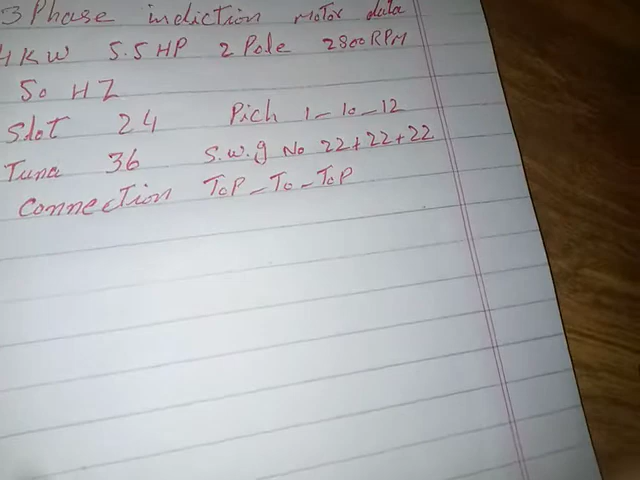 3 Phase indiction Motor data
4 KW 5.5 HP 2 Pole 2800 RPM
50 HZ
Slot 24 Pich 1-10-12
Tuna 36 S.w.g No 22+22+22
Connection ToP-To-ToP